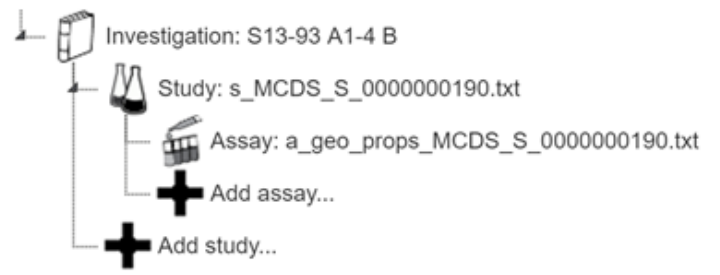 Investigation: S13-93 A1-4 B
Study: s_MCDS_S_0000000190.txt
Assay: a_geo_props_MCDS_S_0000000190.txt
Add assay...
Add study...